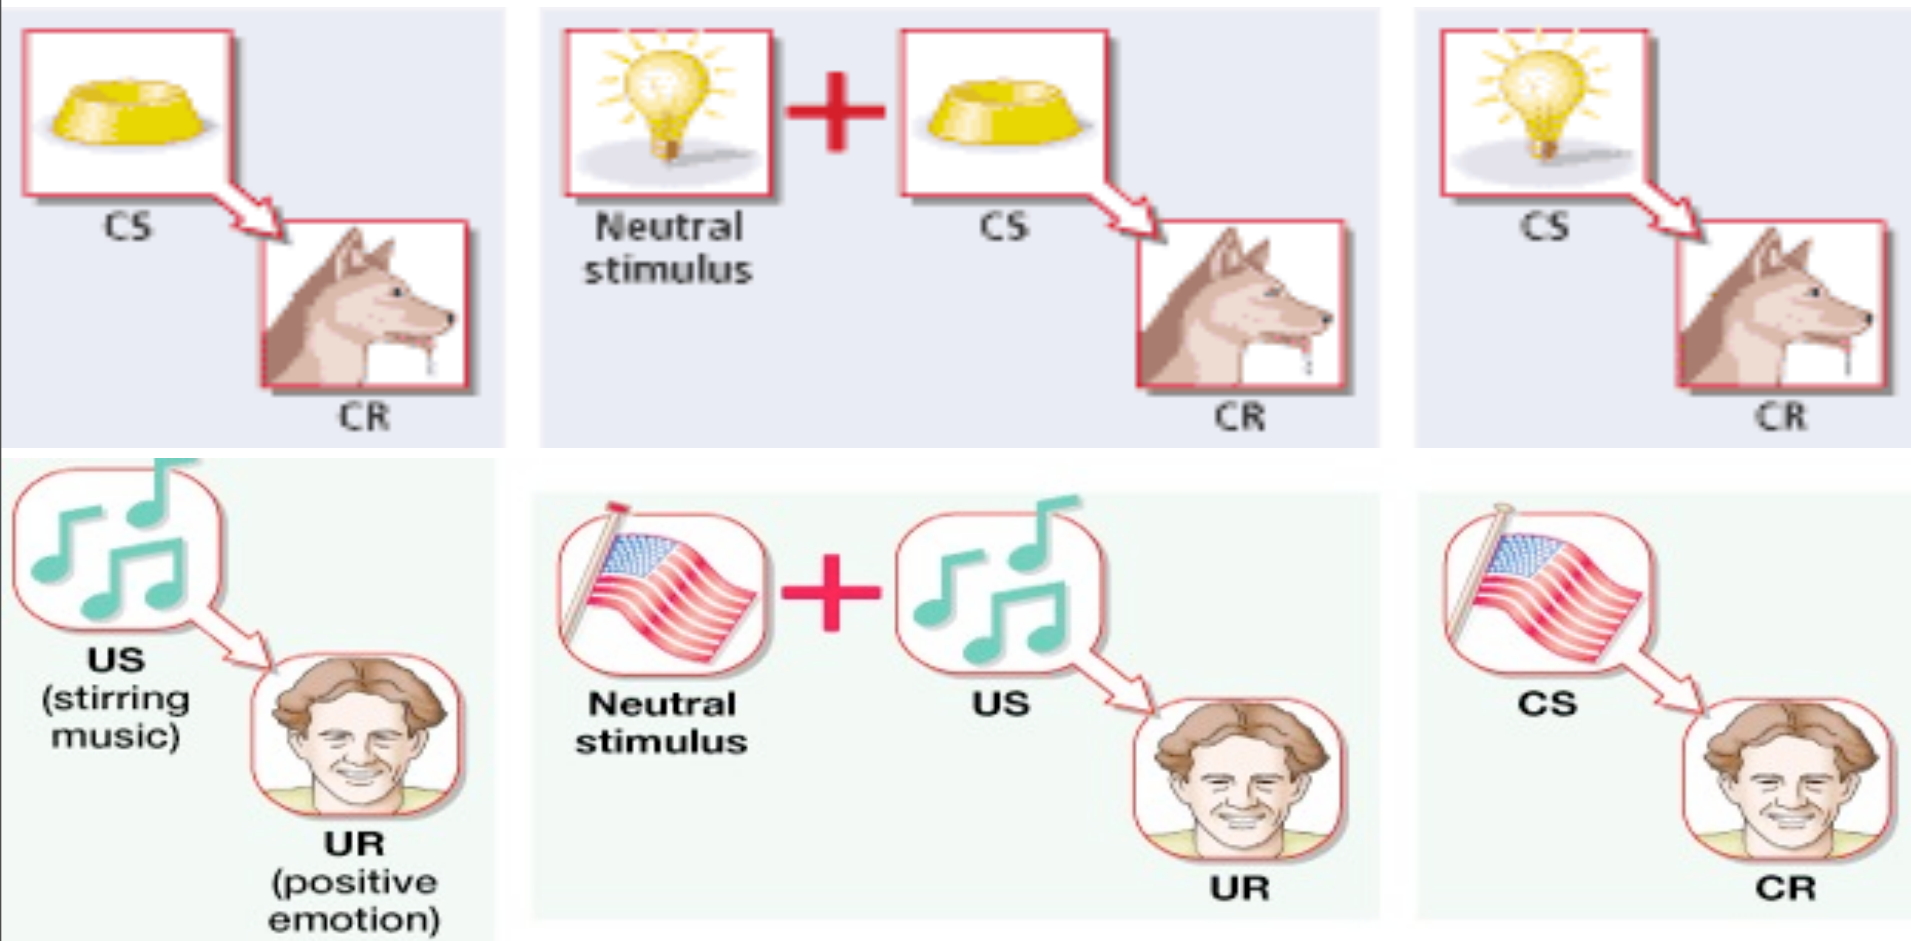 CS
CR
Neutral
stimulus
CS
CR
CS
CR
US
(stirring
music)
UR
(positive
emotion)
Neutral
stimulus
US
UR
CS
CR